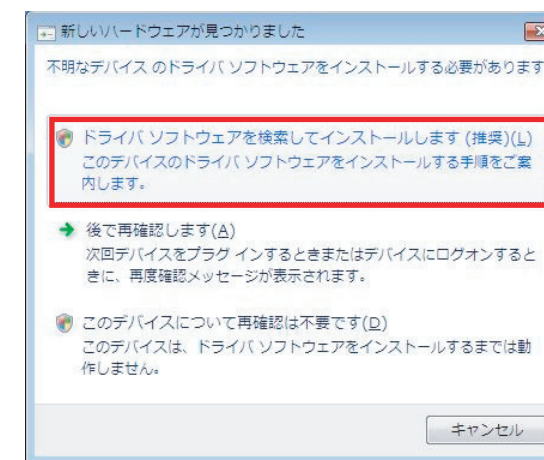 新しいハードウェアが見つかりました
不明なデバイス のドライバ ソフトウェアをインストールする必要があります
ドライバ ソフトウェアを検索してインストールします (推奨)(L)
このデバイスのドライバ ソフトウェアをインストールする手順をご案
内します。
後で再確認します(A)
次回デバイスをプラグ インするときまたはデバイスにログオンすると
きに、再度確認メッセージが表示されます。
このデバイスについて再確認は不要です(D)
このデバイスは、ドライバ ソフトウェアをインストールするまでは動
作しません。
キャンセル